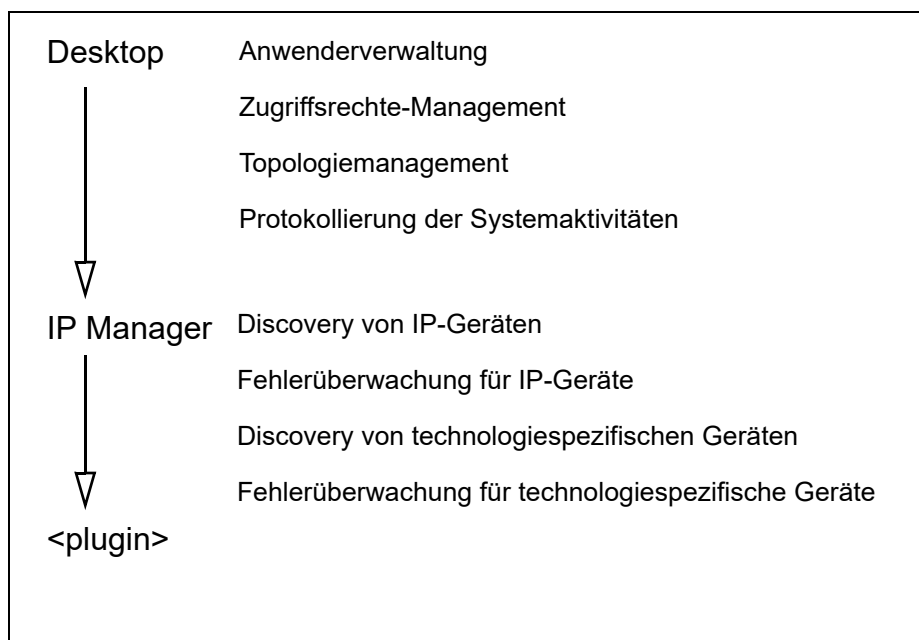 Desktop Anwenderverwaltung
Zugriffsrechte-Management
Topologiemanagement
Protokollierung der Systemaktivitäten
IP Manager Discovery von IP-Geräten
Fehlerüberwachung für IP-Geräte
Discovery von technologiespezifischen Geräten
Fehlerüberwachung für technologiespezifische Geräte
<plugin>